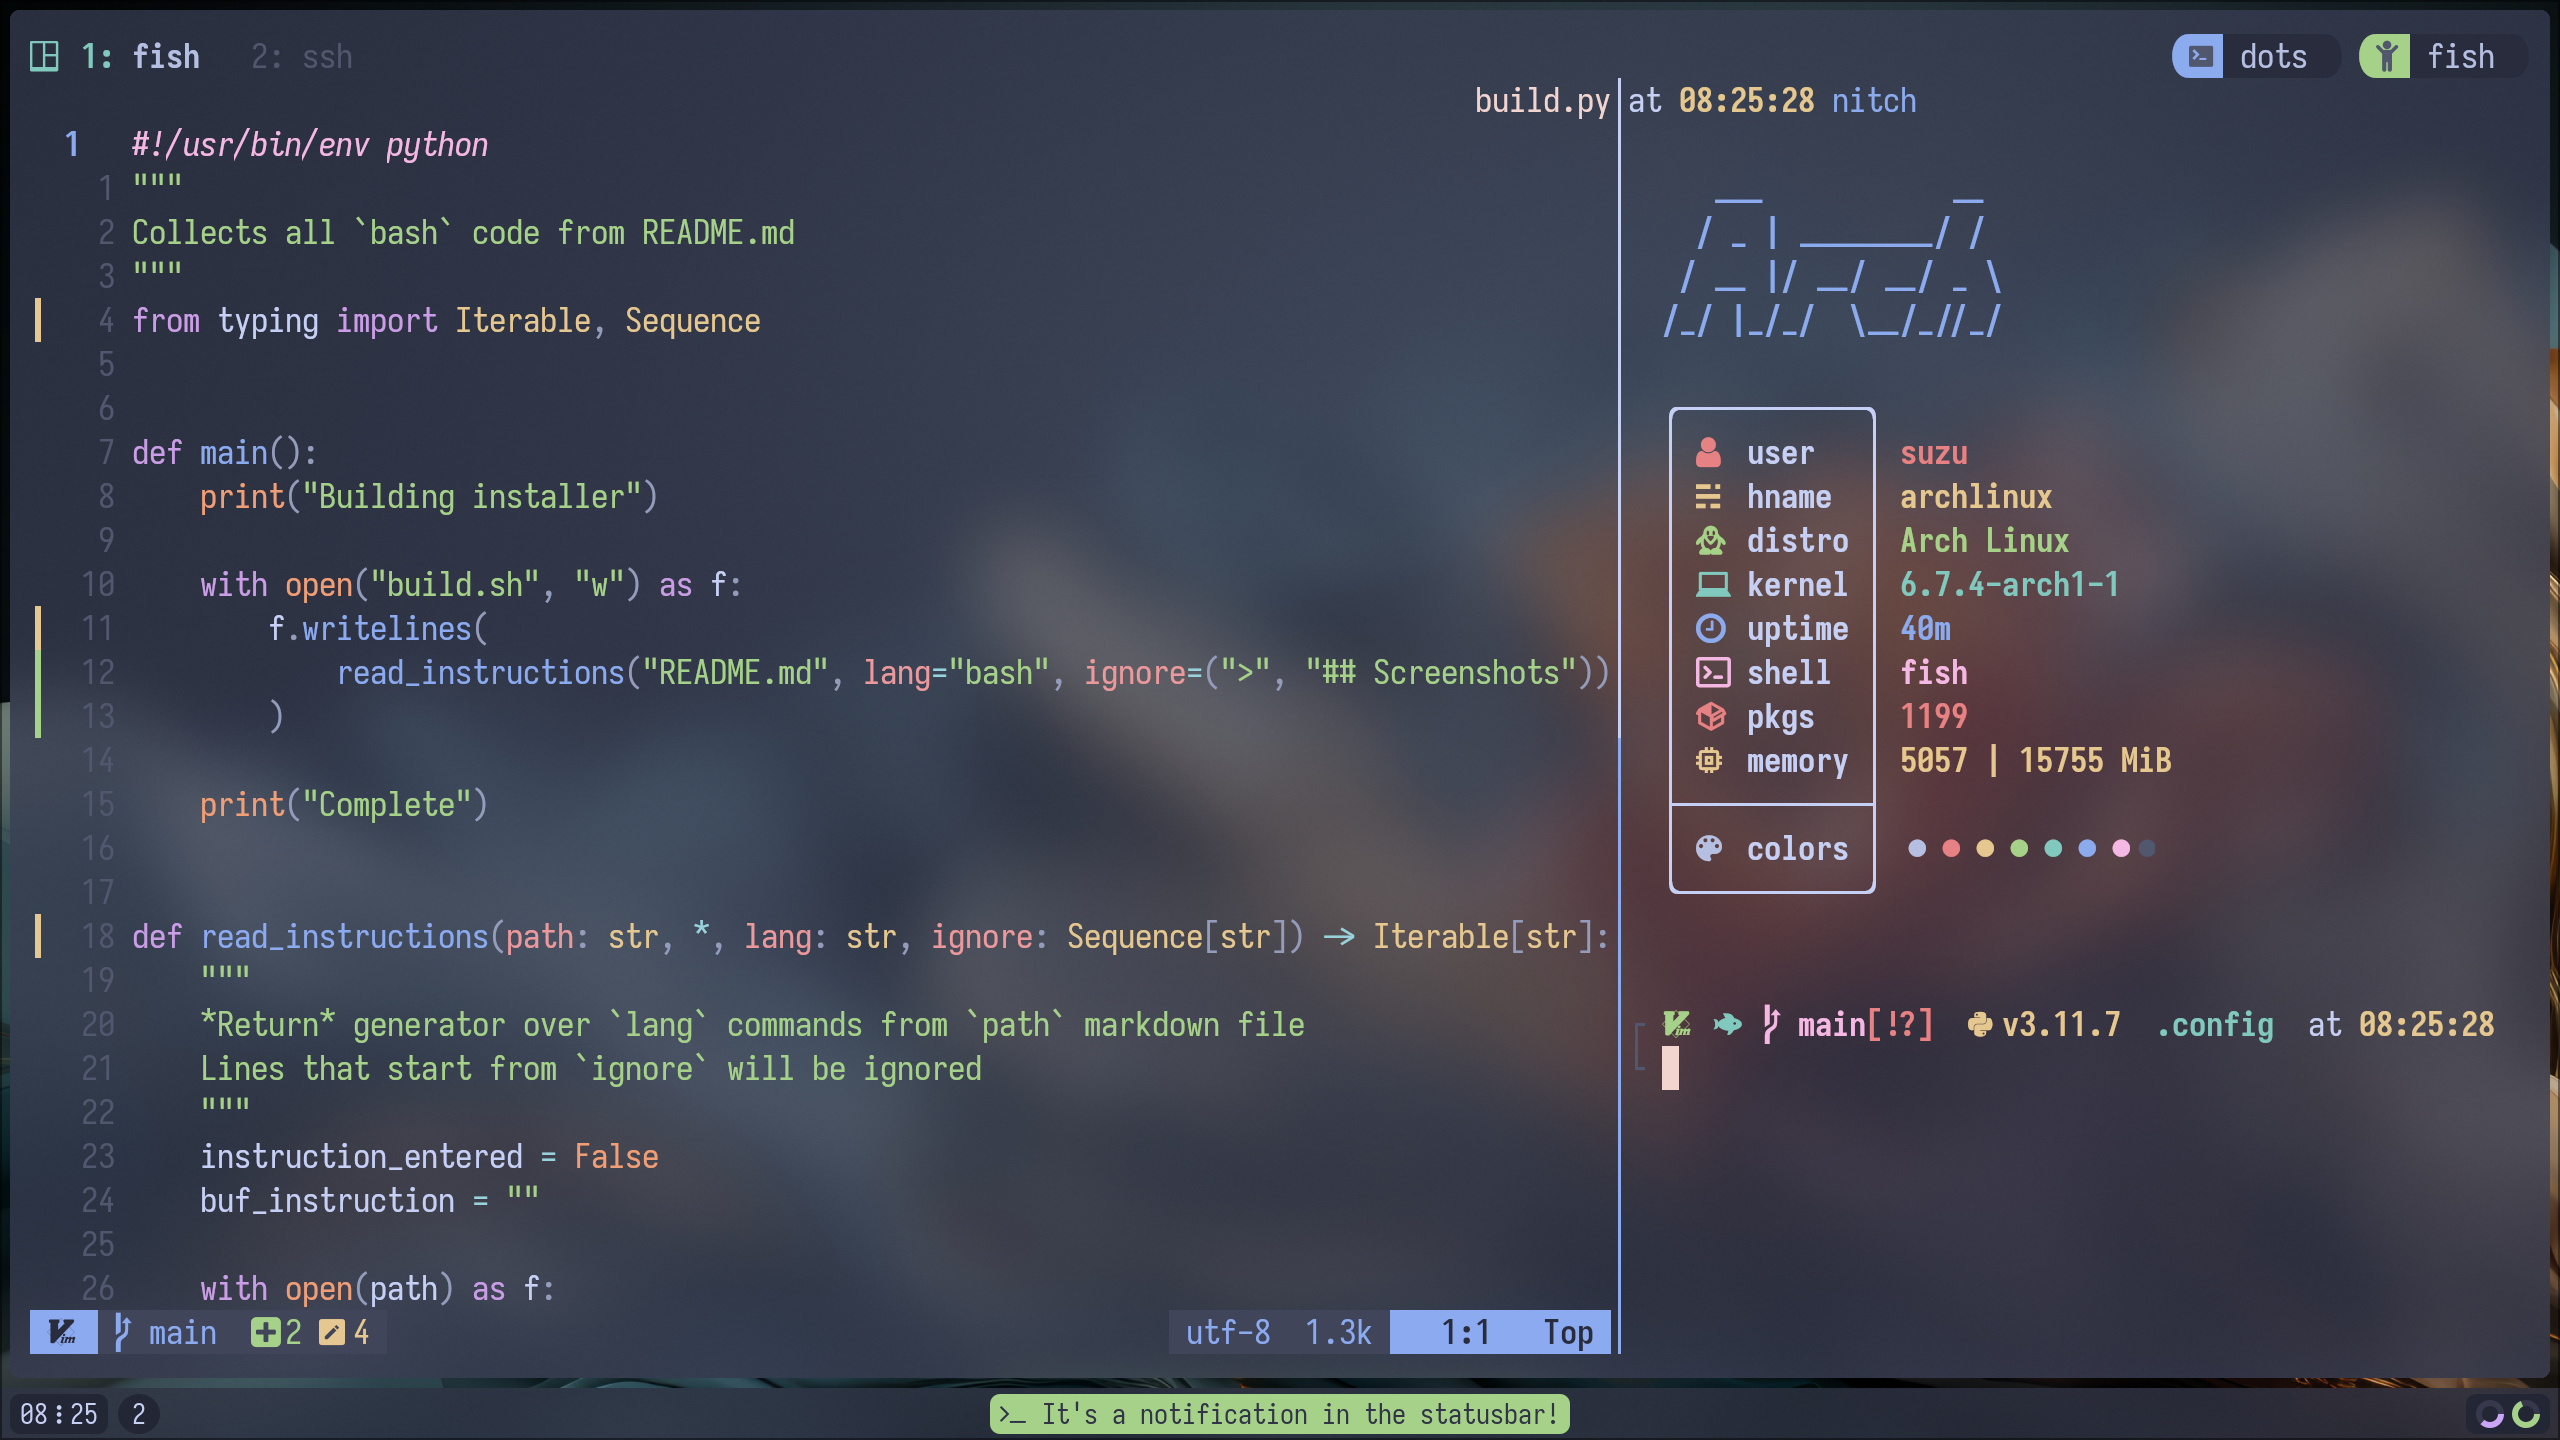 1: fish 2: ssh
dots fish
build.py
1 #!/usr/bin/env python
1 """
2 Collects all `bash` code from README.md
3 """
4 from typing import Iterable, Sequence
5
6
7 def main():
8     print("Building installer")
9
10     with open("build.sh", "w") as f:
11         f.writelines(
12             read_instructions("README.md", lang="bash", ignore=(">", "## Screenshots"))
13         )
14
15     print("Complete")
16
17
18 def read_instructions(path: str, *, lang: str, ignore: Sequence[str]) -> Iterable[str]:
19     """
20     *Return* generator over `lang` commands from `path` markdown file
21     Lines that start from `ignore` will be ignored
22     """
23     instruction_entered = False
24     buf_instruction = ""
25
26     with open(path) as f:
Vim main 2 4 utf-8 1.3k 1:1 Top
at 08:25:28 nitch
user suzu
hname archlinux
distro Arch Linux
kernel 6.7.4-arch1-1
uptime 40m
shell fish
pkgs 1199
memory 5057 | 15755 MiB
colors
Vim main[!?] v3.11.7 .config at 08:25:28
08:25 2
>_ It's a notification in the statusbar!